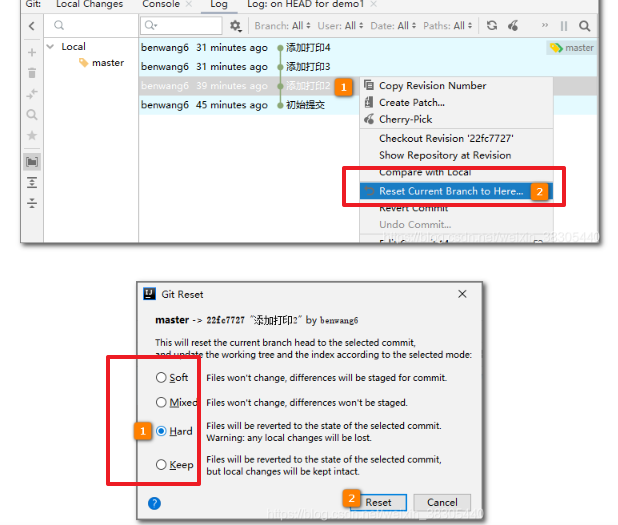 Git: Local Changes Console Log Log: on HEAD for demo1
Branch: All User: All Date: All Paths: All
Local
master
benwang6 31 minutes ago 添加打印4 master
benwang6 31 minutes ago 添加打印3
benwang6 39 minutes ago 添加打印2
benwang6 45 minutes ago 初始提交
1
Copy Revision Number
Create Patch...
Cherry-Pick
Checkout Revision '22fc7727'
Show Repository at Revision
Compare with Local
Reset Current Branch to Here... 2
Revert Commit
Undo Commit...
Git Reset
master -> 22fc7727 "添加打印2" by benwang6
This will reset the current branch head to the selected commit,
and update the working tree and the index according to the selected mode:
Soft Files won't change, differences will be staged for commit.
Mixed Files won't change, differences won't be staged.
1 Hard Files will be reverted to the state of the selected commit.
Warning: any local changes will be lost.
Keep Files will be reverted to the state of the selected commit,
but local changes will be kept intact.
? 2 Reset Cancel